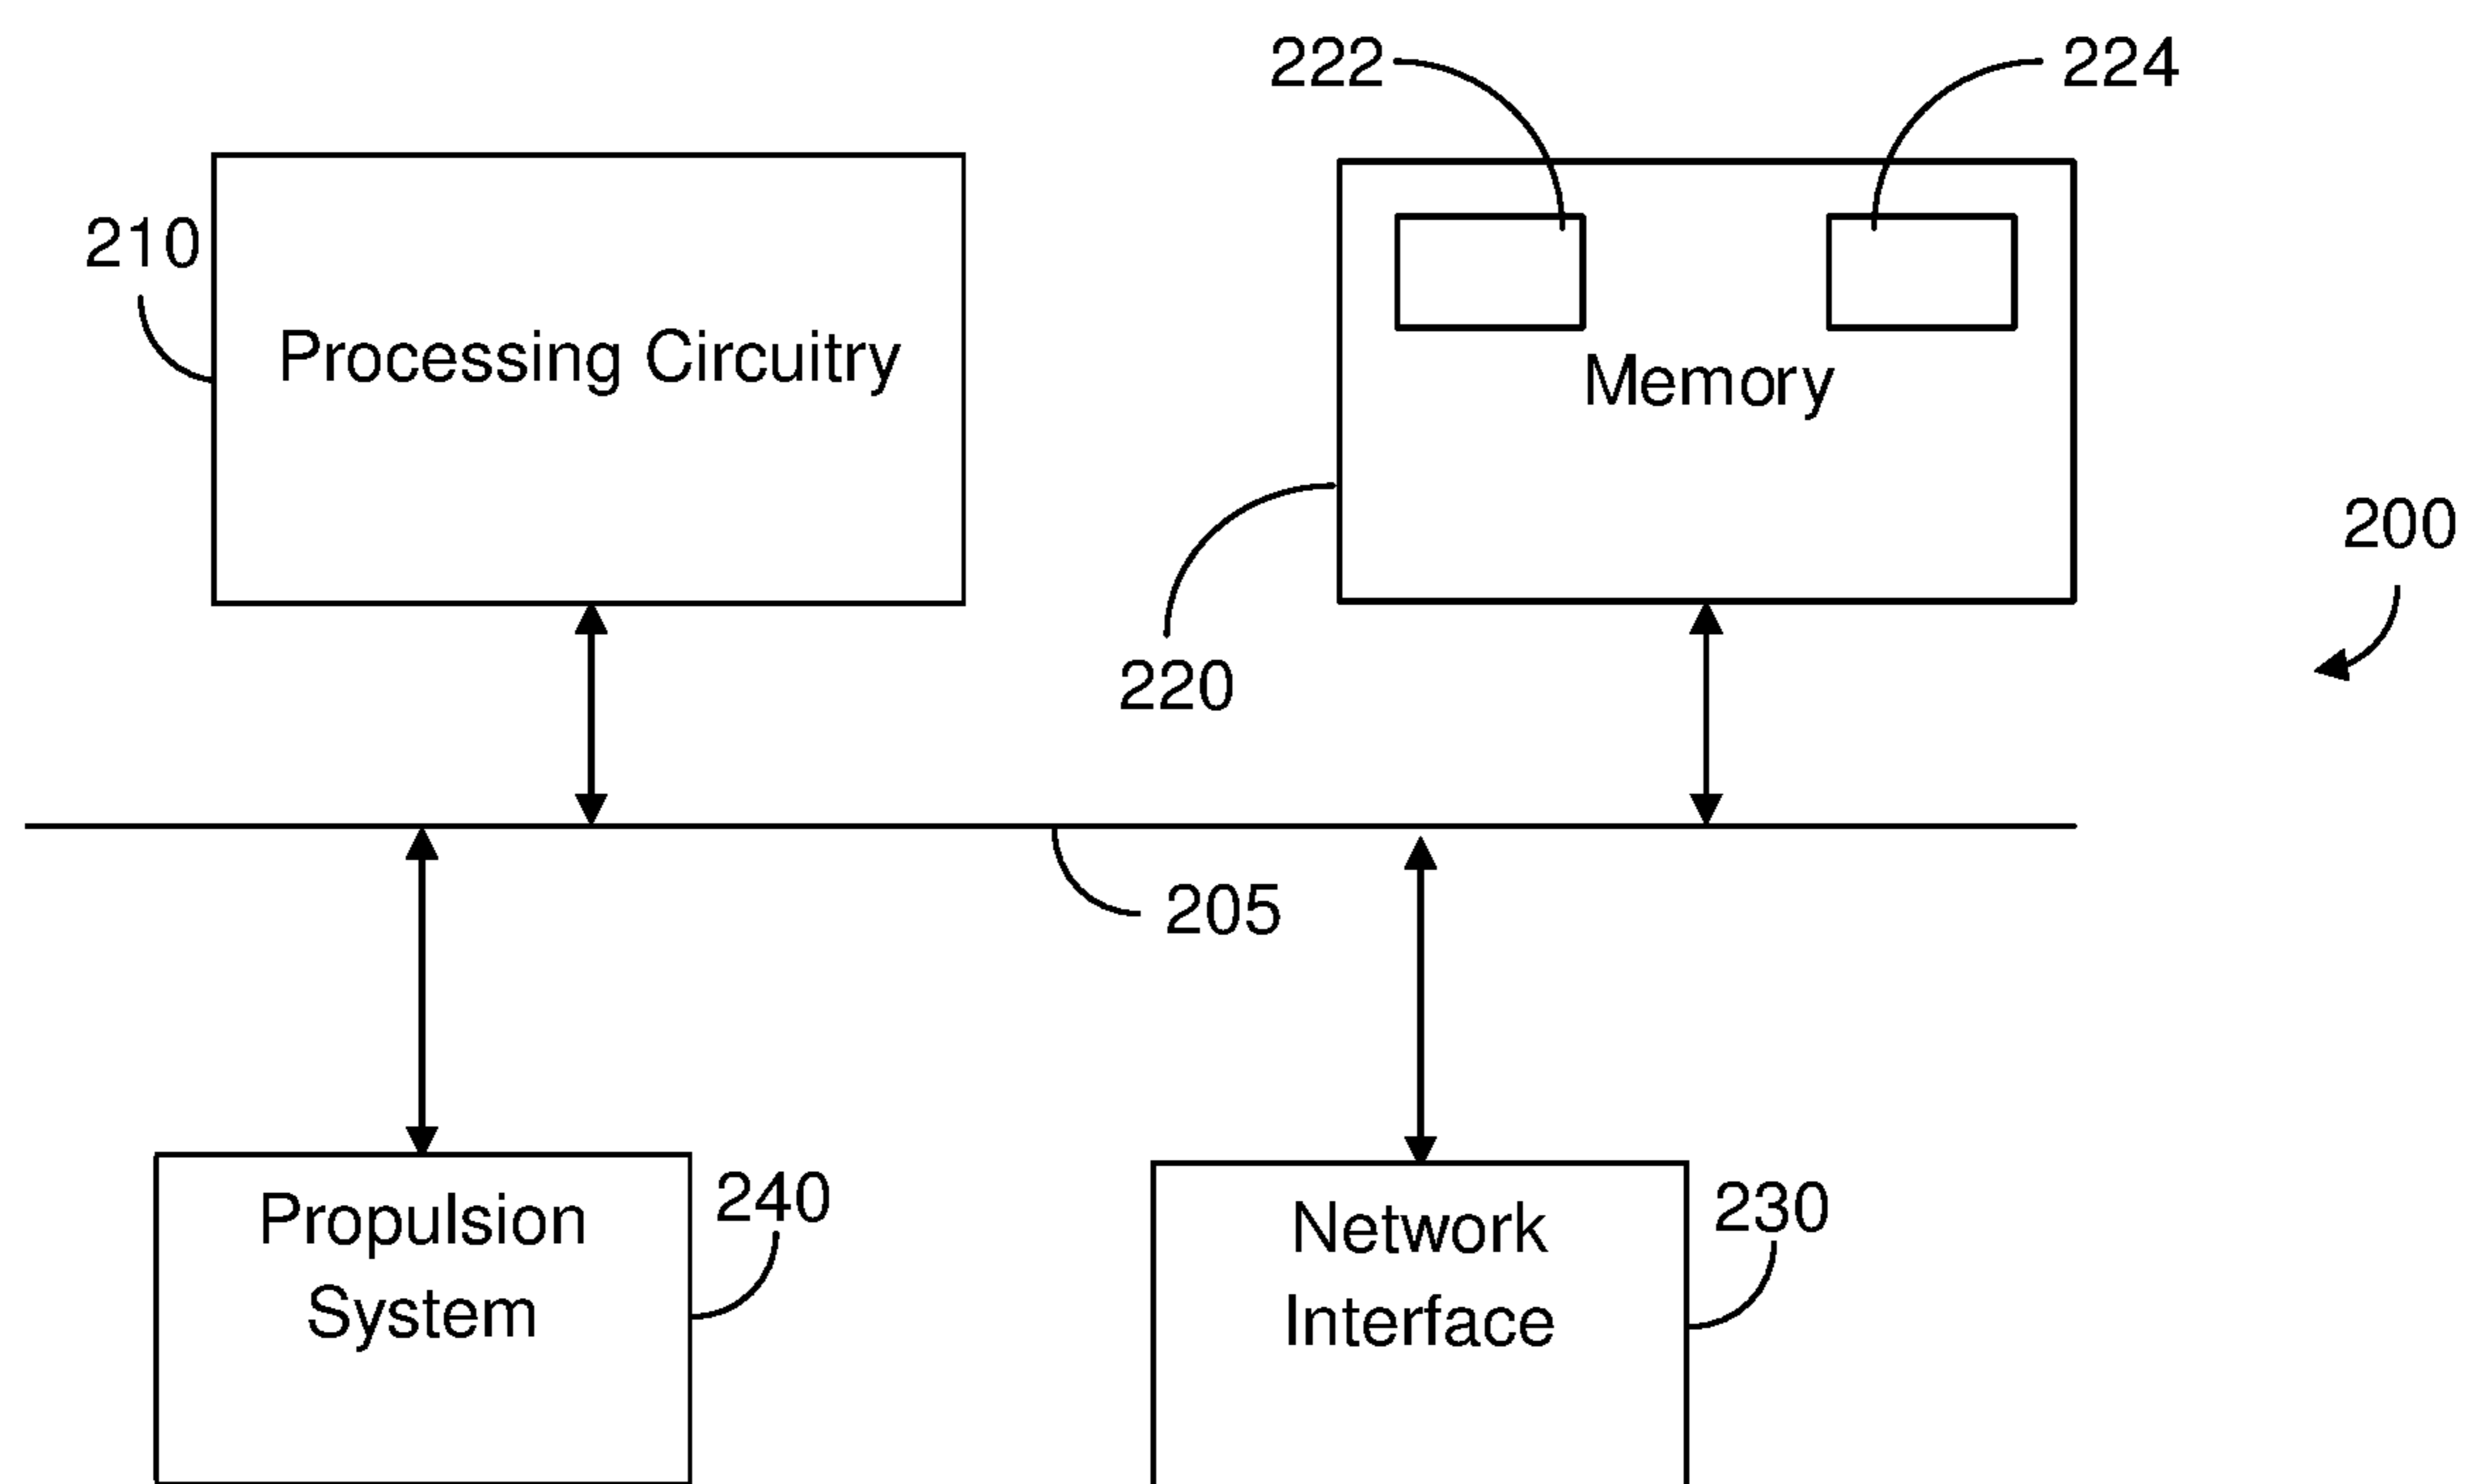 222
224
210
Processing Circuitry
Memory
200
220
205
Propulsion
System
240
Network
Interface
230